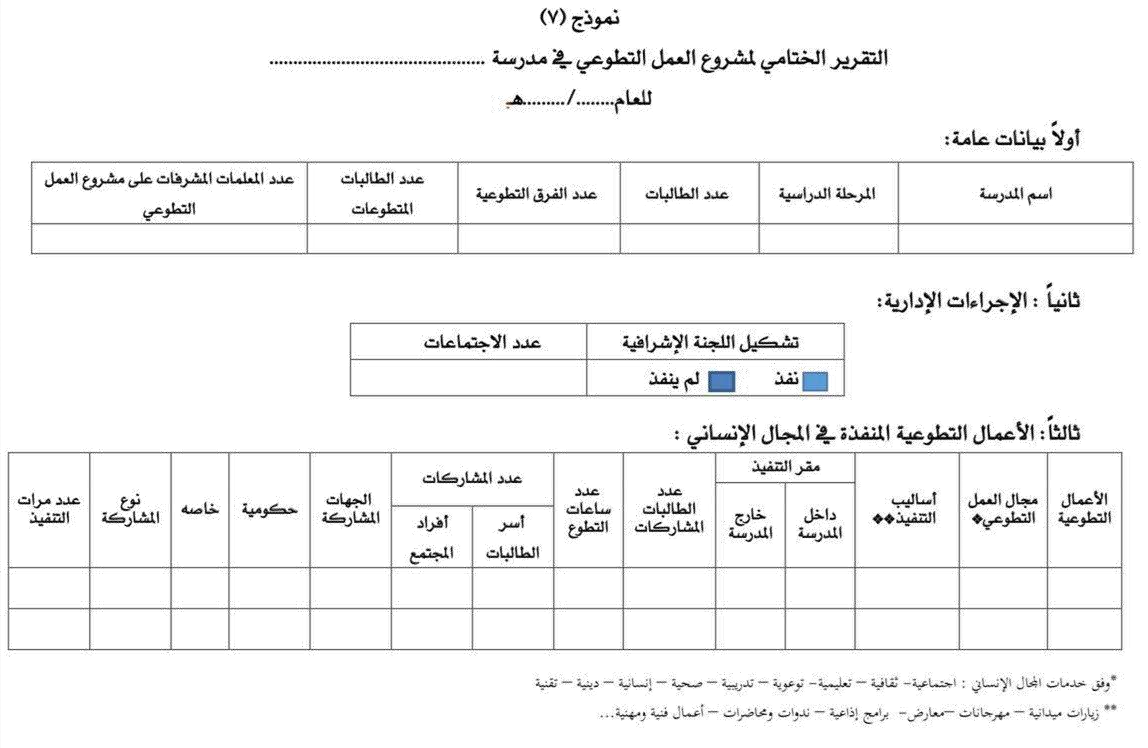 نموذج (٧)
التقرير الختامي لمشروع العمل التطوعي في مدرسة .............................................
للعام......../.........هـ
أولاً بيانات عامة:
اسم المدرسة
المرحلة الدراسية
عدد الطالبات
عدد الفرق التطوعية
عدد الطالبات
المتطوعات
عدد المعلمات المشرفات على مشروع العمل
التطوعي
ثانياً : الإجراءات الإدارية:
تشكيل اللجنة الإشرافية
عدد الاجتماعات
نفذ لم ينفذ
ثالثاً: الأعمال التطوعية المنفذة في المجال الإنساني :
الأعمال
التطوعية
مجال العمل
التطوعي❖
أساليب
التنفيذ❖❖
مقر التنفيذ
داخل
المدرسة
خارج
المدرسة
عدد
الطالبات
المشاركات
عدد
ساعات
التطوع
عدد المشاركات
أسر
الطالبات
أفراد
المجتمع
الجهات
المشاركة
حكومية
خاصه
نوع
المشاركة
عدد مرات
التنفيذ
*وفق خدمات المجال الإنساني : اجتماعية- ثقافية – تعليمية- توعوية – تدريبية – صحية – إنسانية – دينية – تقنية
** زيارات ميدانية – مهرجانات –معارض- برامج إذاعية – ندوات ومحاضرات – أعمال فنية ومهنية...